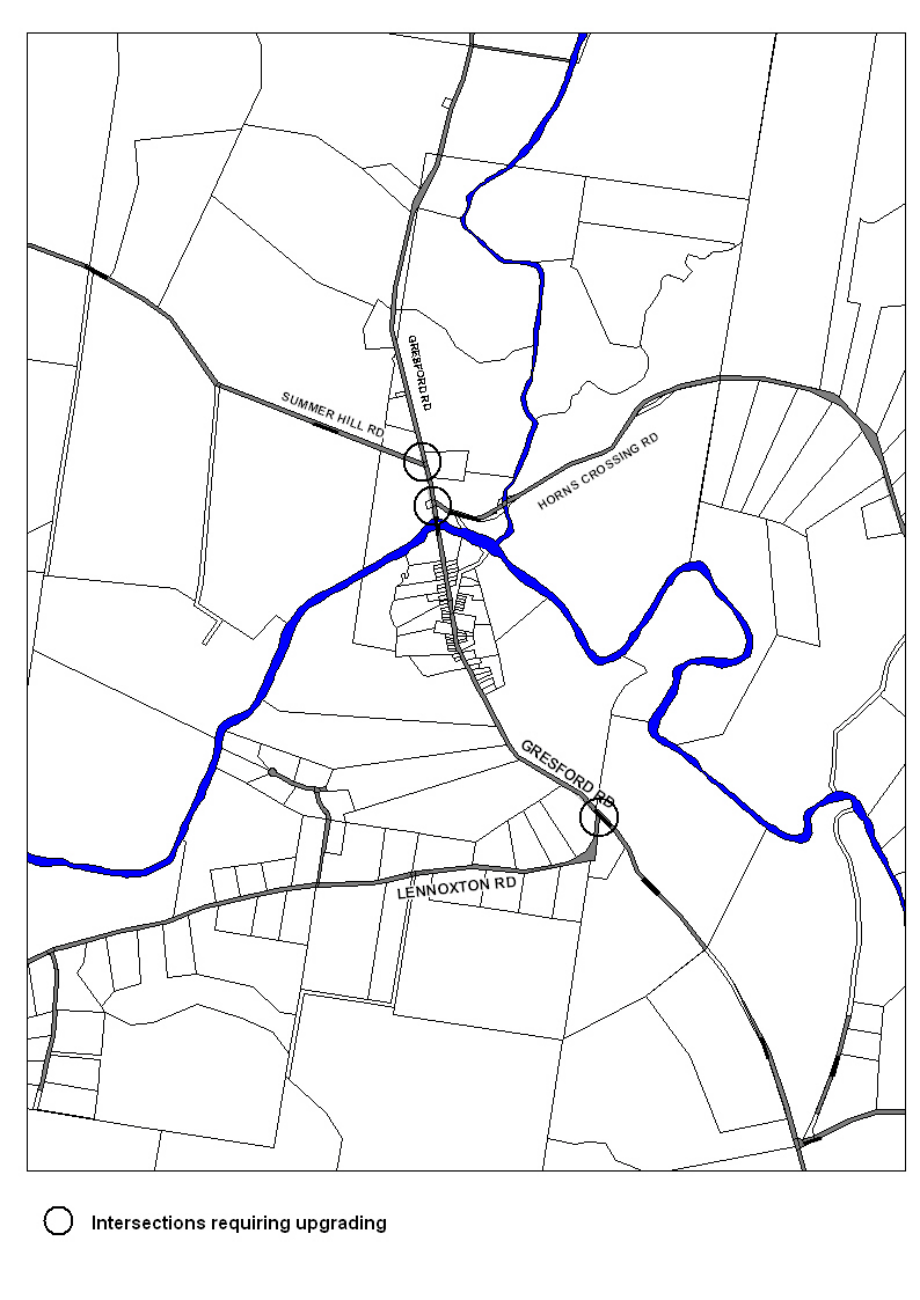 GRESFORD RD
SUMMER HILL RD
HORNS CROSSING RD
GRESFORD RD
LENNOXTON RD
Intersections requiring upgrading